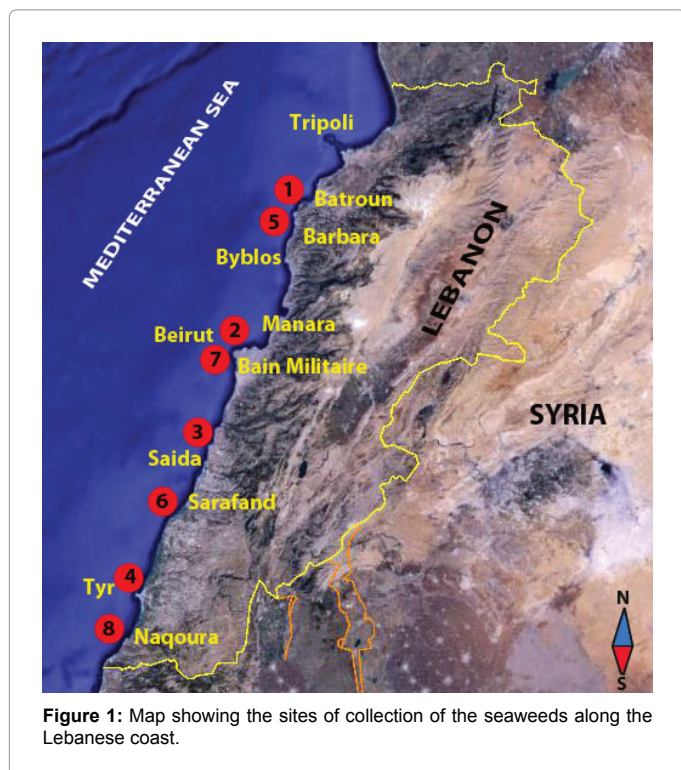 MEDITERRANEAN SEA
Tripoli
1
Batroun
5
Barbara
Byblos
LEBANON
Beirut
2
Manara
7
Bain Militaire
SYRIA
3
Saida
6
Sarafand
Tyr
4
8
Naqoura
N
S
Figure 1: Map showing the sites of collection of the seaweeds along the
Lebanese coast.